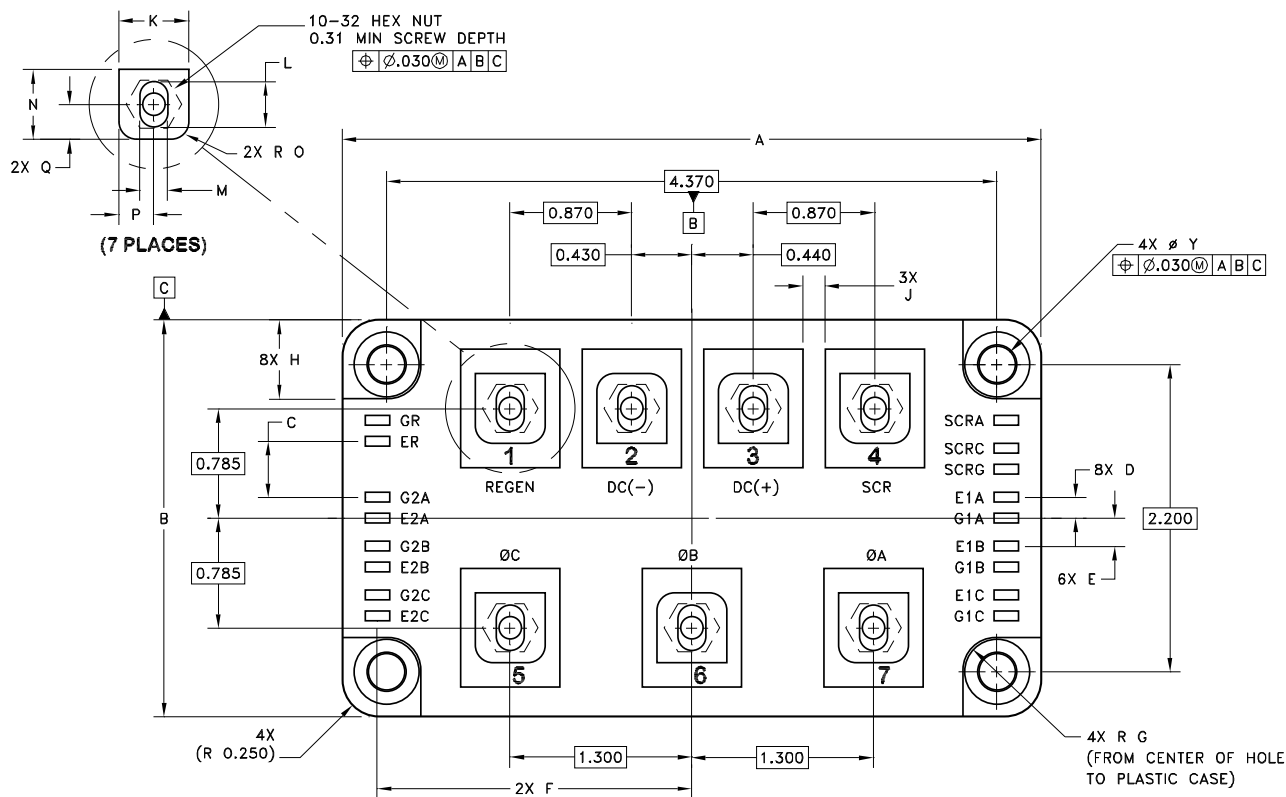 K
10-32 HEX NUT
0.31 MIN SCREW DEPTH
⌖ Ø.030Ⓜ A B C
L
N
2X Q
2X R O
M
P
(7 PLACES)
A
4.370
B
0.870
0.870
0.430
0.440
3X
J
4X ø Y
⌖ Ø.030Ⓜ A B C
C
8X H
C
0.785
GR
ER
G2A
E2A
G2B
E2B
G2C
E2C
1
2
3
4
REGEN
DC(-)
DC(+)
SCR
SCRA
SCRC
SCRG
E1A
G1A
E1B
G1B
E1C
G1C
8X D
2.200
6X E
B
0.785
ØC
ØB
ØA
5
6
7
4X
(R 0.250)
1.300
1.300
2X F
4X R G
(FROM CENTER OF HOLE
TO PLASTIC CASE)